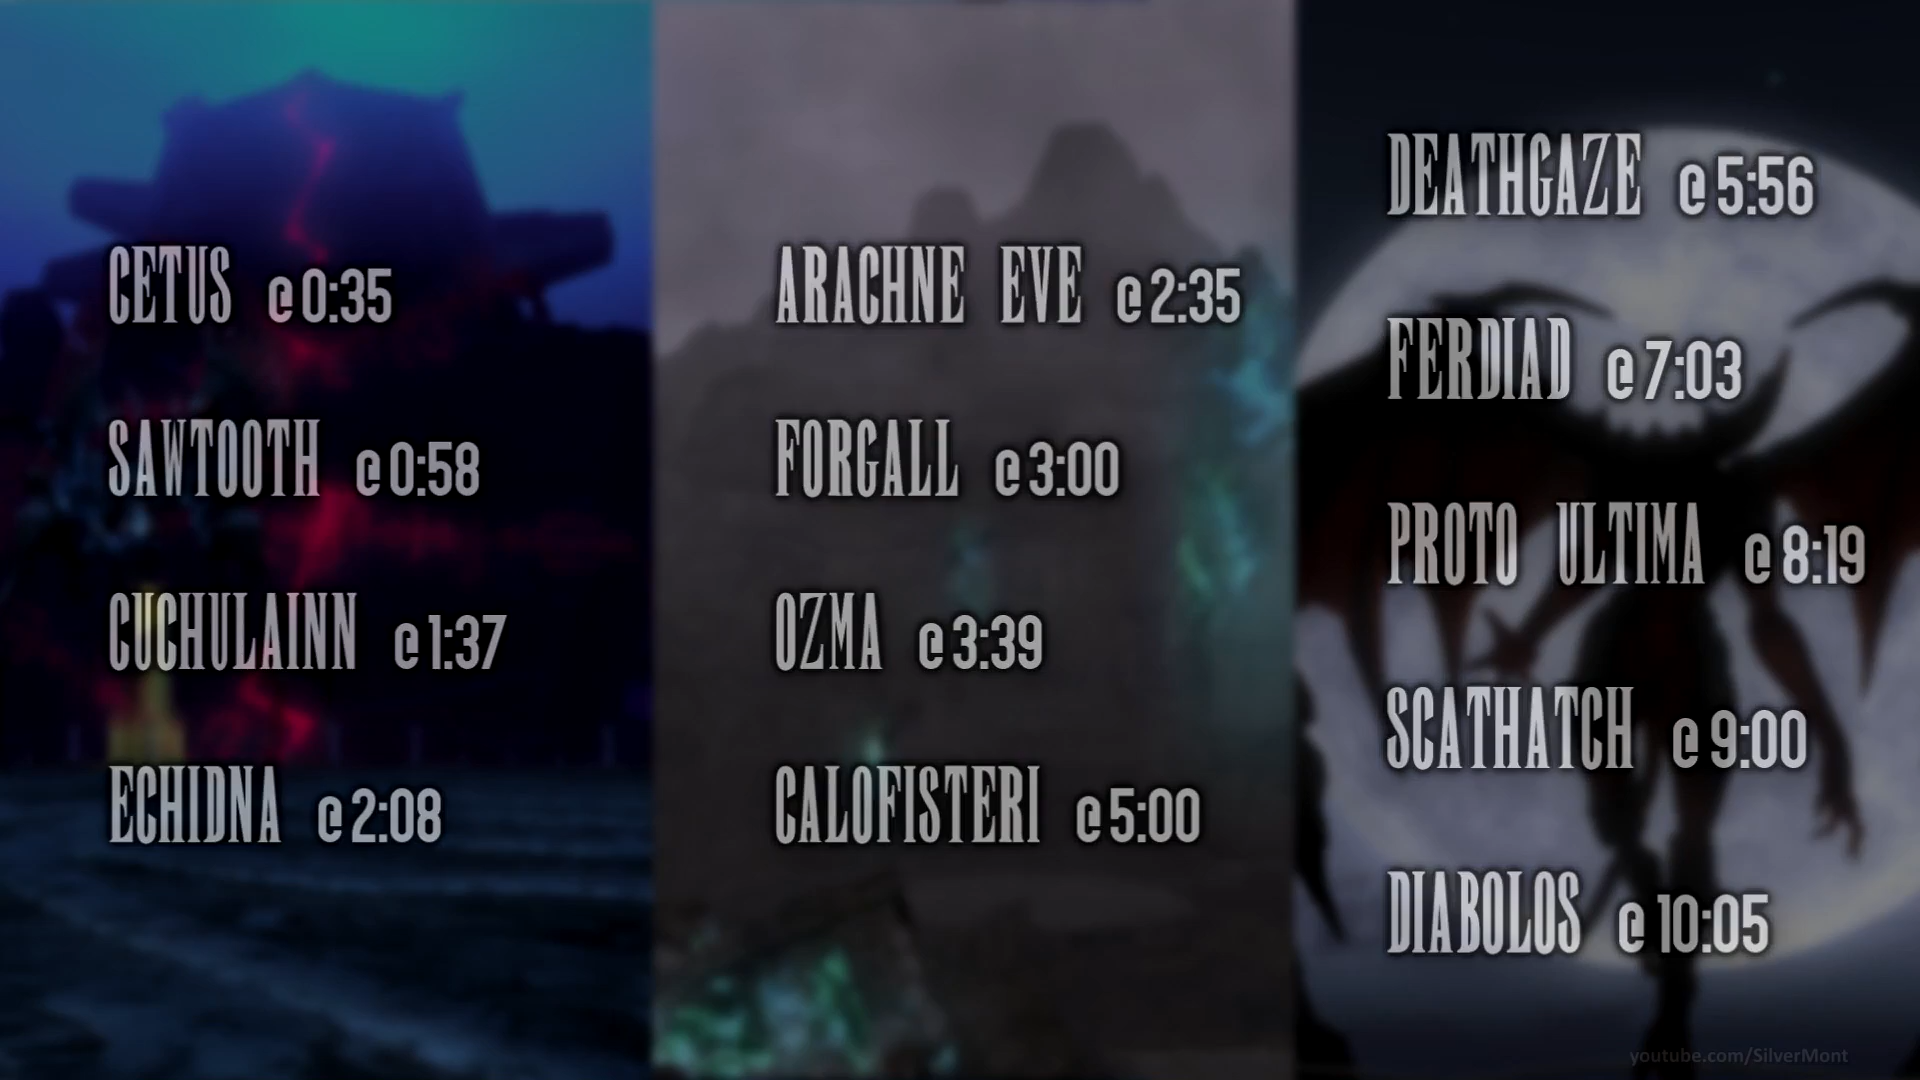 CETUS @ 0:35
SAWTOOTH @ 0:58
CUCHULAINN @ 1:37
ECHIDNA @ 2:08
ARACHNE EVE @ 2:35
FORGALL @ 3:00
OZMA @ 3:39
CALOFISTERI @ 5:00
DEATHGAZE @ 5:56
FERDIAD @ 7:03
PROTO ULTIMA @ 8:19
SCATHATCH @ 9:00
DIABOLOS @ 10:05
youtube.com/SilverMont